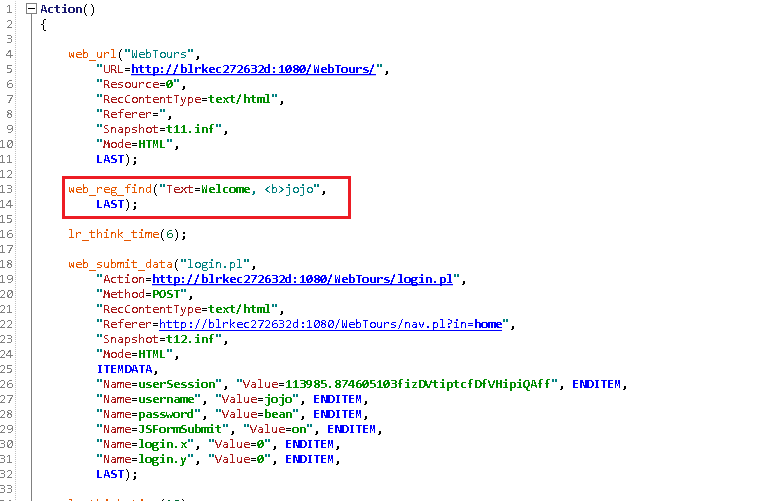 1 Action()
2 {
3
4 web_url("WebTours",
5 "URL=http://blrkec272632d:1080/WebTours/",
6 "Resource=0",
7 "RecContentType=text/html",
8 "Referer=",
9 "Snapshot=t11.inf",
10 "Mode=HTML",
11 LAST);
12
13 web_reg_find("Text=Welcome, <b>jojo",
14 LAST);
15
16 lr_think_time(6);
17
18 web_submit_data("login.pl",
19 "Action=http://blrkec272632d:1080/WebTours/login.pl",
20 "Method=POST",
21 "RecContentType=text/html",
22 "Referer=http://blrkec272632d:1080/WebTours/nav.pl?in=home",
23 "Snapshot=t12.inf",
24 "Mode=HTML",
25 ITEMDATA,
26 "Name=userSession", "Value=113985.874605103fizDVtiptcfDfVHipiQAff", ENDITEM,
27 "Name=username", "Value=jojo", ENDITEM,
28 "Name=password", "Value=bean", ENDITEM,
29 "Name=JSFormSubmit", "Value=on", ENDITEM,
30 "Name=login.x", "Value=0", ENDITEM,
31 "Name=login.y", "Value=0", ENDITEM,
32 LAST);
33